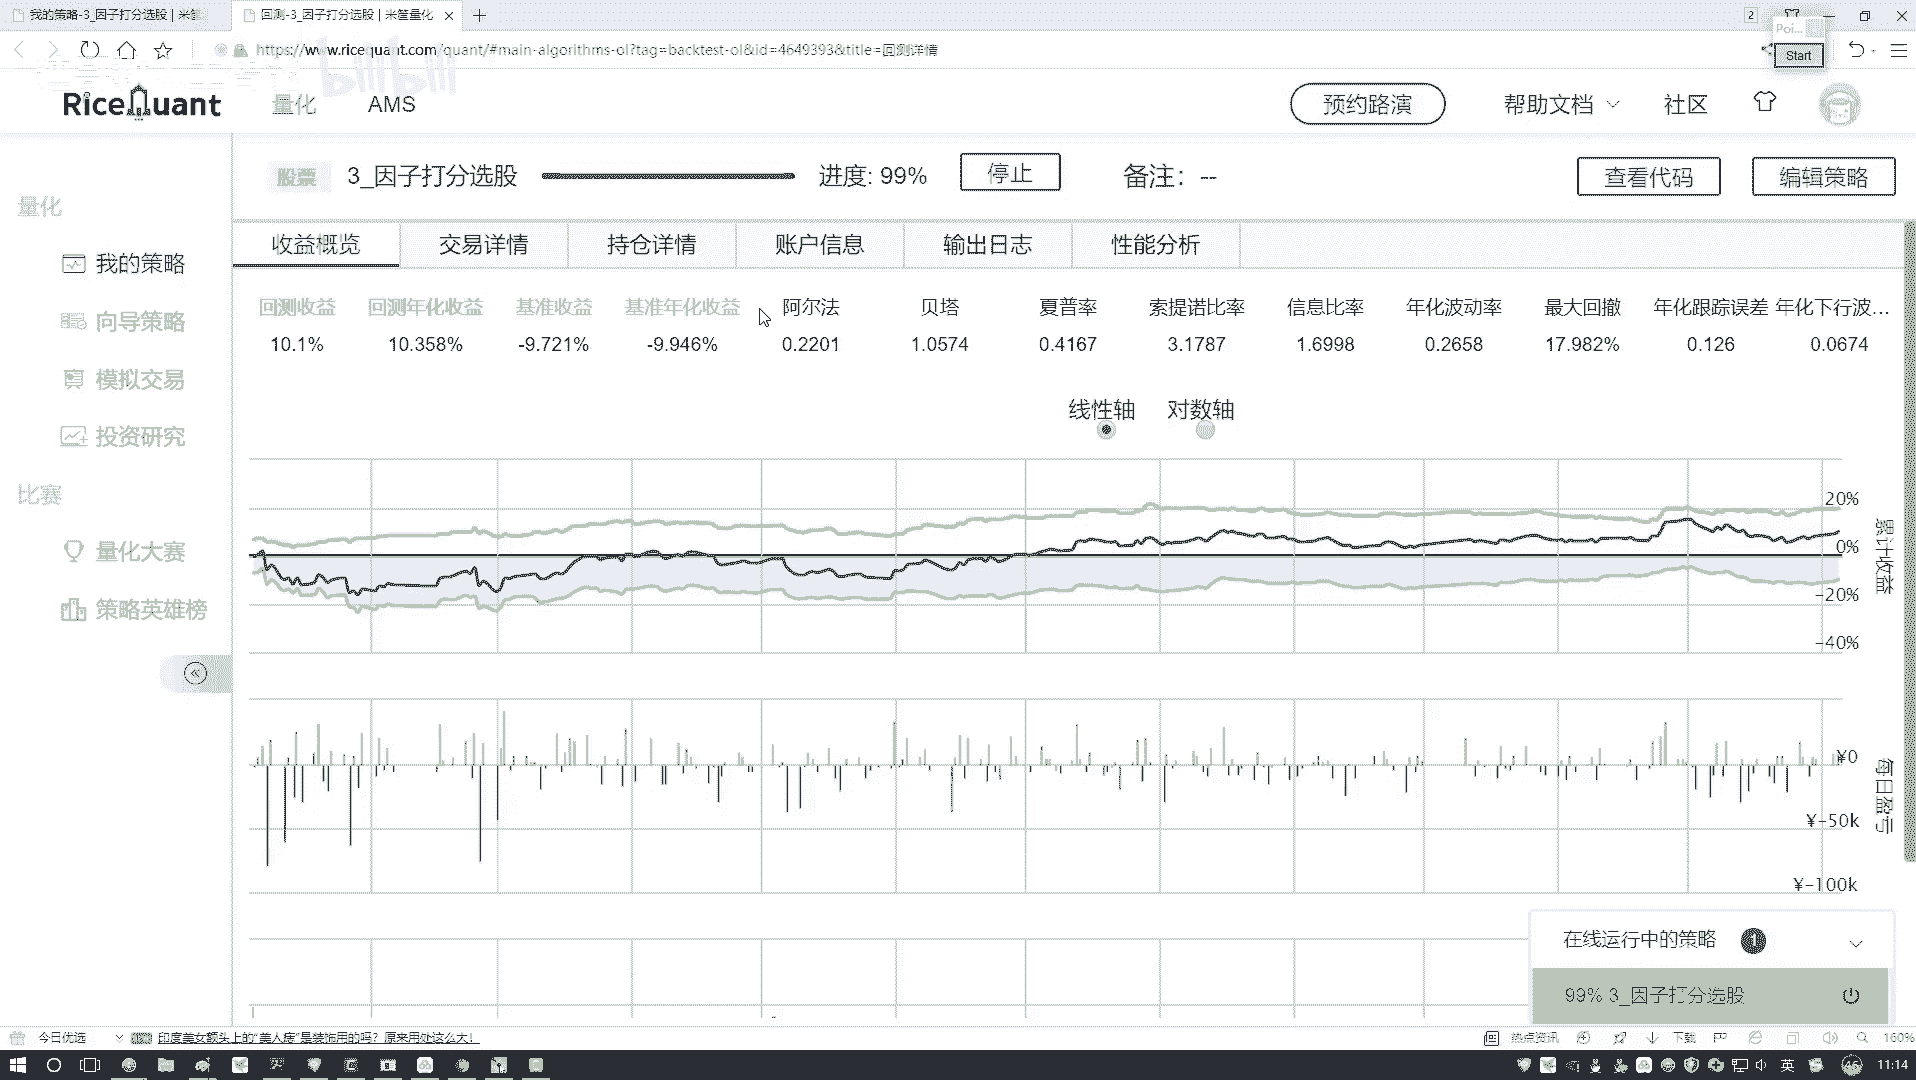 我的策略-3_因子打分选股 | 米筐
回测-3_因子打分选股 | 米筐量化
2
https://www.ricequant.com/quant/#main-algorithms-ol?tag=backtest-ol&id=4649393&title=回测详情
Poi...
Start
bilibili
RiceQuant
量化
AMS
预约路演
帮助文档
社区
股票
3_因子打分选股
进度: 99%
停止
备注: --
查看代码
编辑策略
量化
我的策略
向导策略
模拟交易
投资研究
比赛
量化大赛
策略英雄榜
收益概览 交易详情 持仓详情 账户信息 输出日志 性能分析
回测收益 回测年化收益 基准收益 基准年化收益 阿尔法 贝塔 夏普率 索提诺比率 信息比率 年化波动率 最大回撤 年化跟踪误差 年化下行波...
10.1% 10.358% -9.721% -9.946% 0.2201 1.0574 0.4167 3.1787 1.6998 0.2658 17.982% 0.126 0.0674
线性轴 对数轴
20%
0%
-20%
-40%
累计收益
¥0
¥-50k
¥-100k
每日盈亏
在线运行中的策略 1
99% 3_因子打分选股
今日优选
印度美女额头上的“美人痣”是装饰用的吗？原来用处这么大！
热点资讯
下载
160%
英
46
11:14